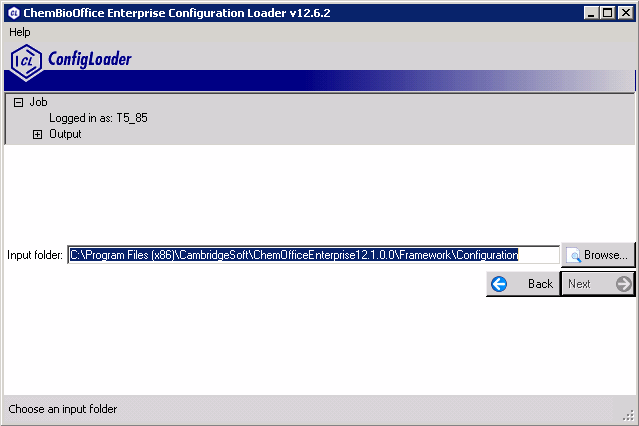 ChemBioOffice Enterprise Configuration Loader v12.6.2
Help
CL ConfigLoader
Job
Logged in as: T5_85
Output
Input folder: C:\Program Files (x86)\CambridgeSoft\ChemOfficeEnterprise12.1.0.0\Framework\Configuration Browse...
Back Next
Choose an input folder